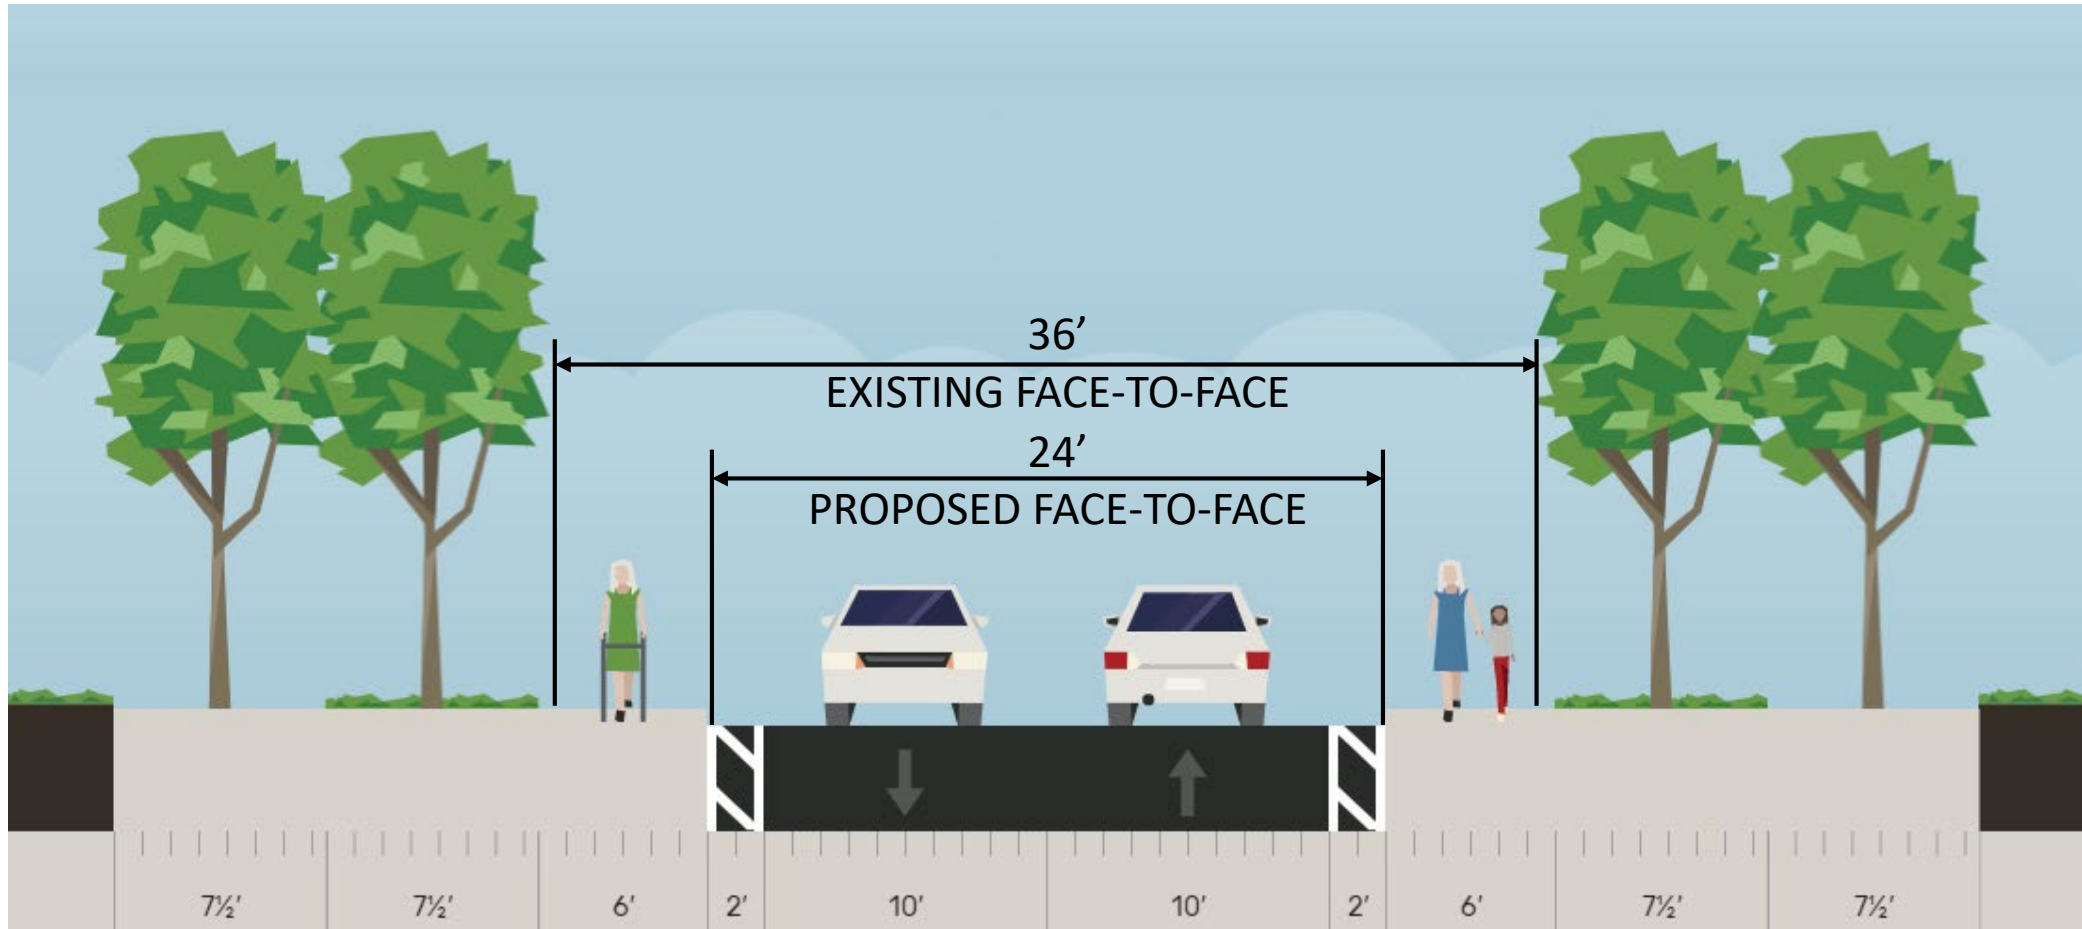 36’
EXISTING FACE-TO-FACE
24’
PROPOSED FACE-TO-FACE
7½' 7½' 6' 2' 10' 10' 2' 6' 7½' 7½'